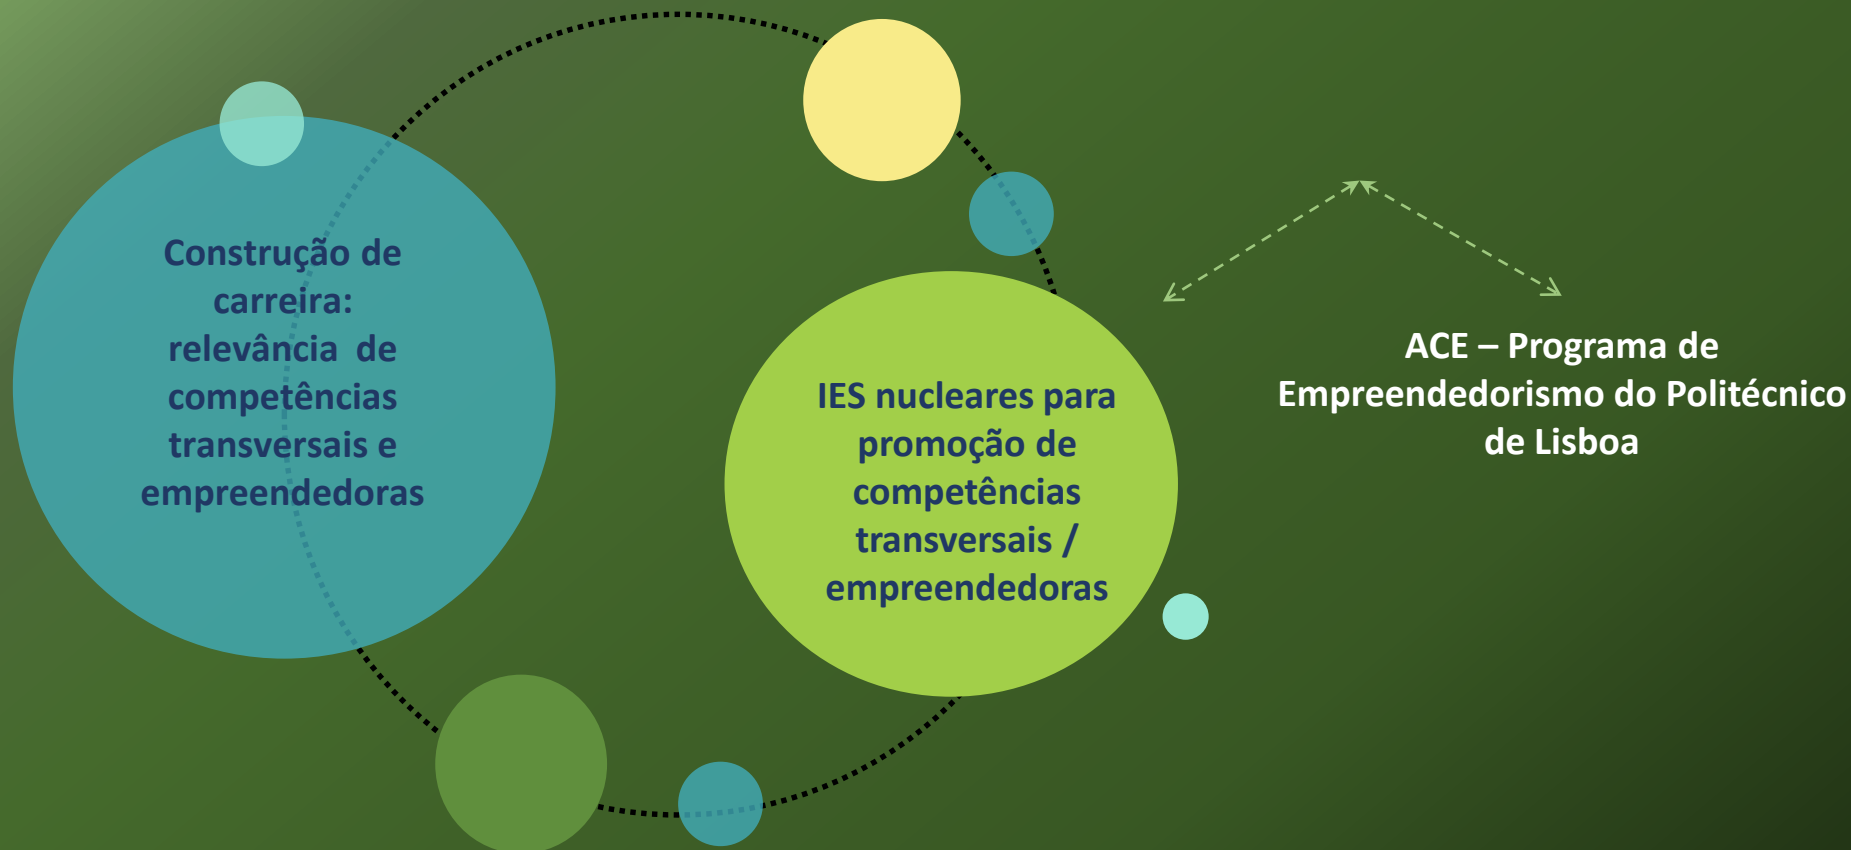 Construção de
carreira:
relevância de
competências
transversais e
empreendedoras
IES nucleares para
promoção de
competências
transversais /
empreendedoras
ACE – Programa de
Empreendedorismo do Politécnico
de Lisboa